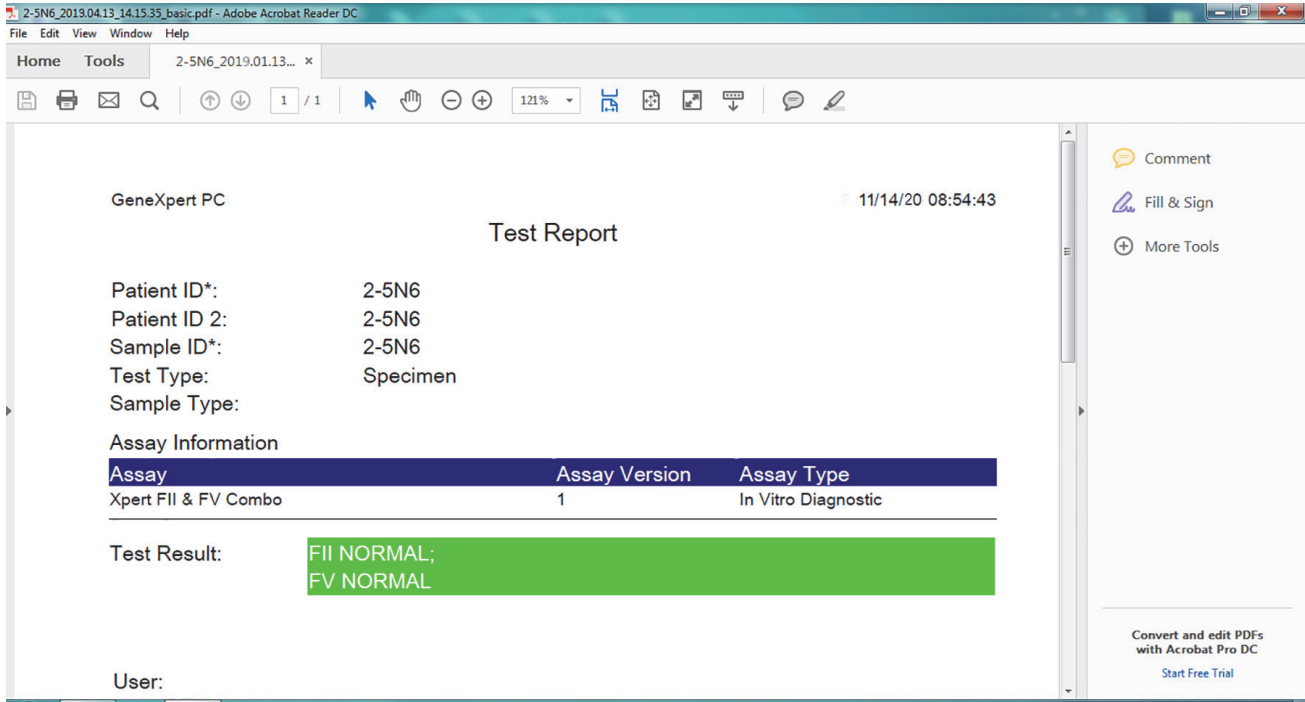 2-5N6_2019.04.13_14.15.35_basic.pdf - Adobe Acrobat Reader DC
File Edit View Window Help
Home Tools 2-5N6_2019.01.13... ×
1 / 1 121%
Comment
Fill & Sign
More Tools
GeneXpert PC 11/14/20 08:54:43
Test Report
Patient ID*: 2-5N6
Patient ID 2: 2-5N6
Sample ID*: 2-5N6
Test Type: Specimen
Sample Type:
Assay Information
Assay Assay Version Assay Type
Xpert FII & FV Combo 1 In Vitro Diagnostic
Test Result: FII NORMAL;
FV NORMAL
User:
Convert and edit PDFs
with Acrobat Pro DC
Start Free Trial